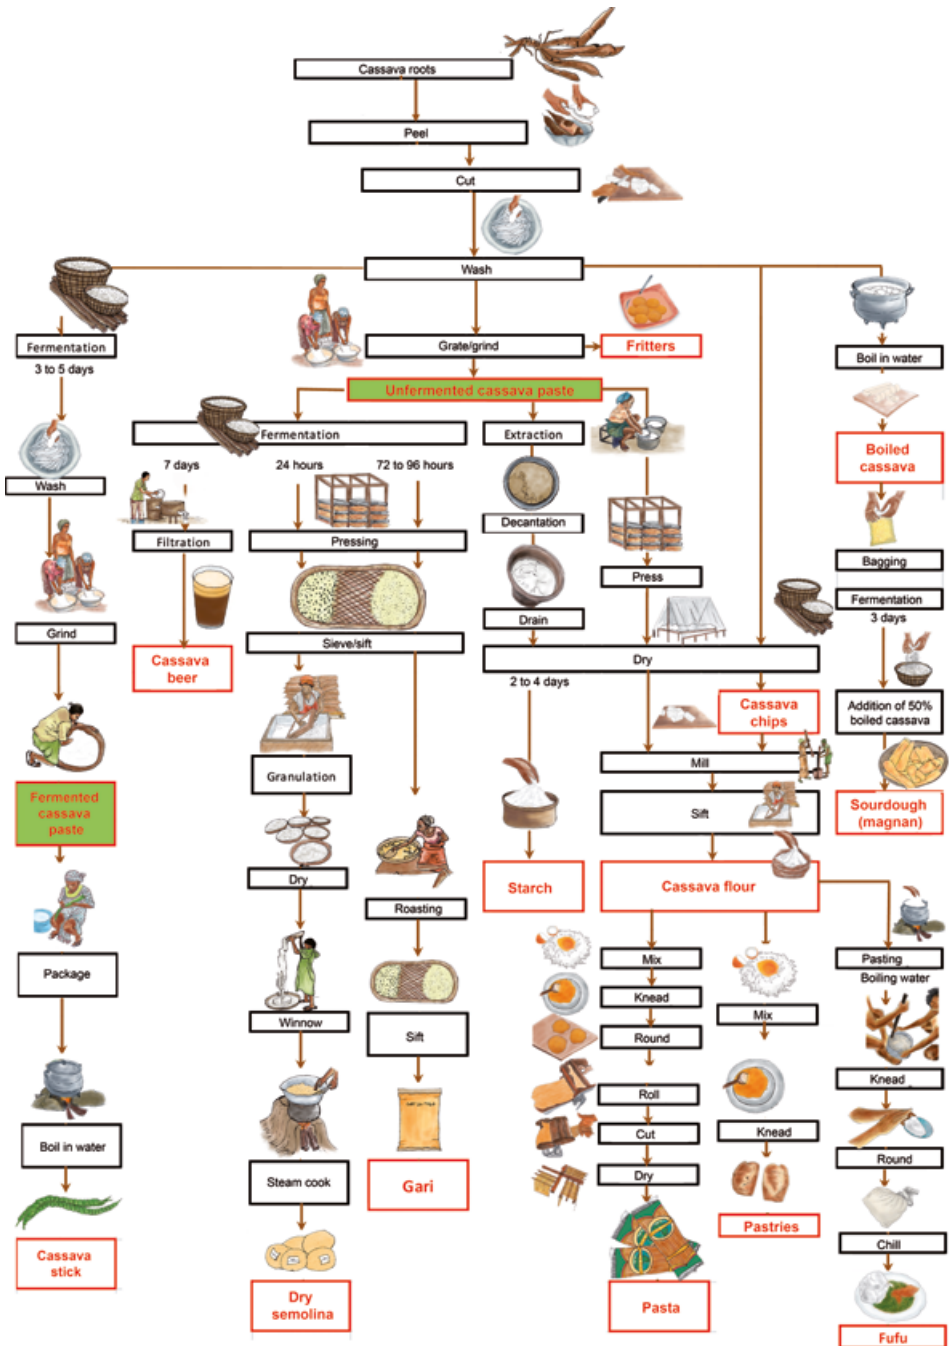 Cassava roots
Peel
Cut
Wash
Fermentation
3 to 5 days
Grate/grind
Fritters
Boil in water
Unfermented cassava paste
Fermentation
Extraction
Boiled
cassava
7 days
24 hours
72 to 96 hours
Wash
Filtration
Pressing
Decantation
Press
Bagging
Fermentation
3 days
Grind
Cassava
beer
Sieve/sift
Drain
Dry
2 to 4 days
Cassava
chips
Addition of 50%
boiled cassava
Granulation
Mill
Fermented
cassava
paste
Sift
Sourdough
(magnan)
Dry
Starch
Cassava flour
Roasting
Package
Mix
Pasting
Boiling water
Knead
Winnow
Sift
Mix
Round
Knead
Roll
Boil in water
Cut
Knead
Round
Steam cook
Gari
Dry
Pastries
Chill
Cassava
stick
Dry
semolina
Pasta
Fufu